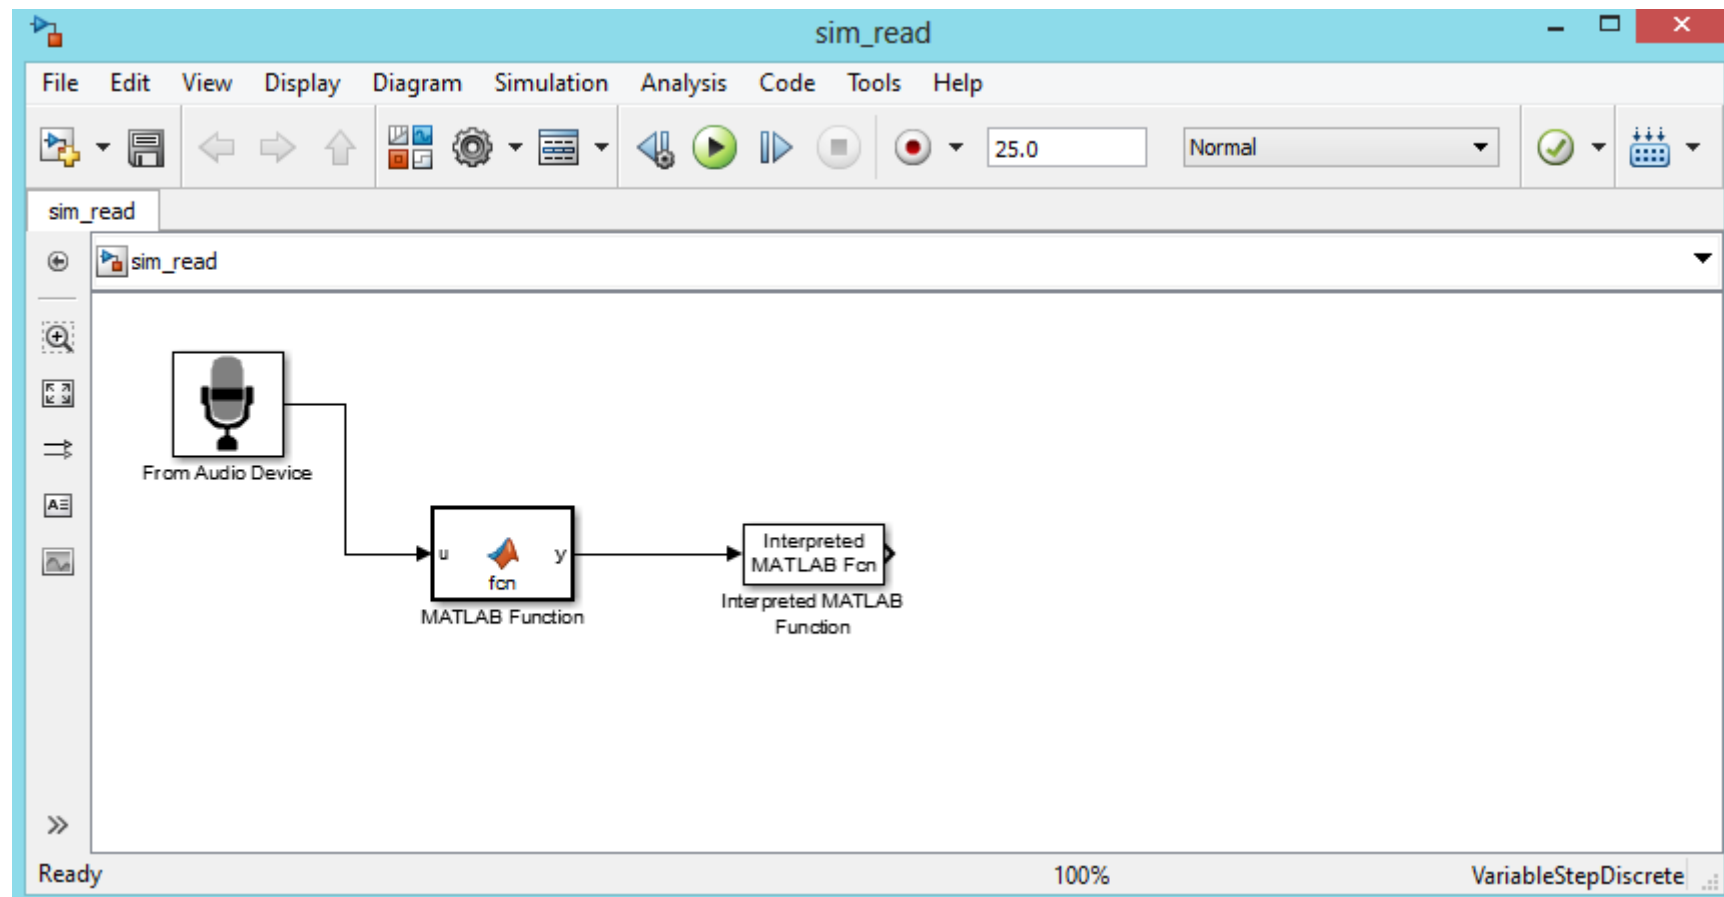 sim_read
File Edit View Display Diagram Simulation Analysis Code Tools Help
25.0 Normal
sim_read
sim_read
From Audio Device
u fcn y
MATLAB Function
Interpreted
MATLAB Fcn
Interpreted MATLAB
Function
Ready 100% VariableStepDiscrete